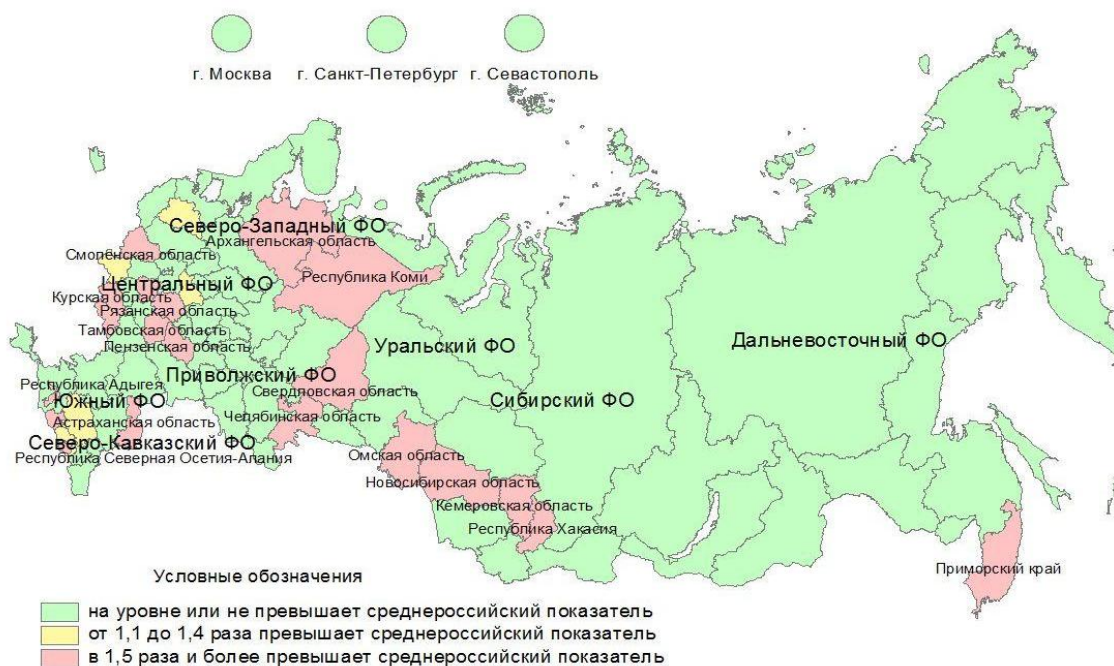 г. Москва
г. Санкт-Петербург
г. Севастополь
Северо-Западный ФО
Архангельская область
Смоленская область
Республика Коми
Центральный ФО
Курская область
Рязанская область
Тамбовская область
Пензенская область
Уральский ФО
Дальневосточный ФО
Республика Адыгея
Приволжский ФО
Свердловская область
Южный ФО
Сибирский ФО
Астраханская область
Челябинская область
Северо-Кавказский ФО
Республика Северная Осетия-Алания
Омская область
Новосибирская область
Кемеровская область
Республика Хакасия
Приморский край
Условные обозначения
на уровне или не превышает среднероссийский показатель
от 1,1 до 1,4 раза превышает среднероссийский показатель
в 1,5 раза и более превышает среднероссийский показатель